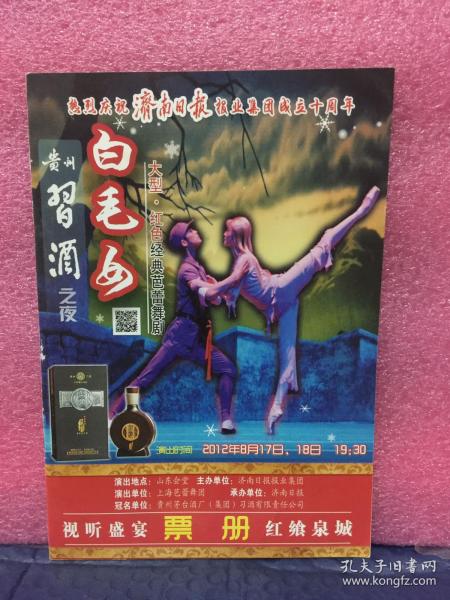 热烈庆祝济南日报报业集团成立十周年
贵州
習酒
之夜
白毛女
大型·红色经典芭蕾舞剧
演出时间 2012年8月17日、18日 19:30
演出地点：山东会堂 主办单位：济南日报报业集团
演出单位：上海芭蕾舞团 承办单位：济南日报
冠名单位：贵州茅台酒厂（集团）习酒有限责任公司
视听盛宴 票册 红飨泉城
孔夫子旧书网
www.kongfz.com